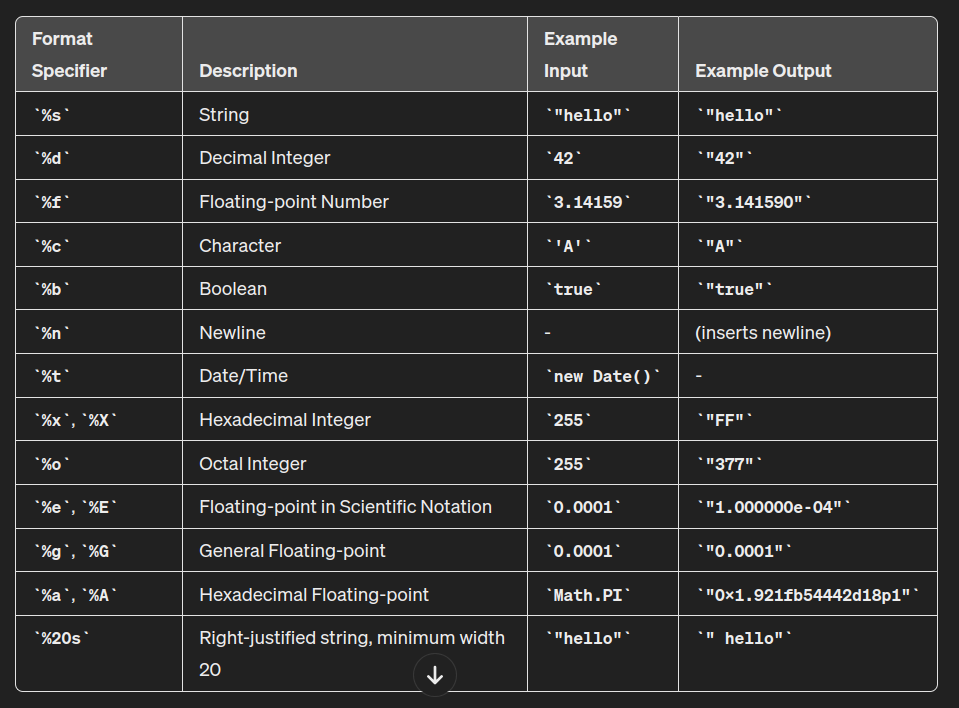 Format Specifier Description Example Input Example Output
`%s` String `"hello"` `"hello"`
`%d` Decimal Integer `42` `"42"`
`%f` Floating-point Number `3.14159` `"3.141590"`
`%c` Character `'A'` `"A"`
`%b` Boolean `true` `"true"`
`%n` Newline - (inserts newline)
`%t` Date/Time `new Date()` -
`%x`, `%X` Hexadecimal Integer `255` `"FF"`
`%o` Octal Integer `255` `"377"`
`%e`, `%E` Floating-point in Scientific Notation `0.0001` `"1.000000e-04"`
`%g`, `%G` General Floating-point `0.0001` `"0.0001"`
`%a`, `%A` Hexadecimal Floating-point `Math.PI` `"0x1.921fb54442d18p1"`
`%20s` Right-justified string, minimum width 20 `"hello"` `" hello"`